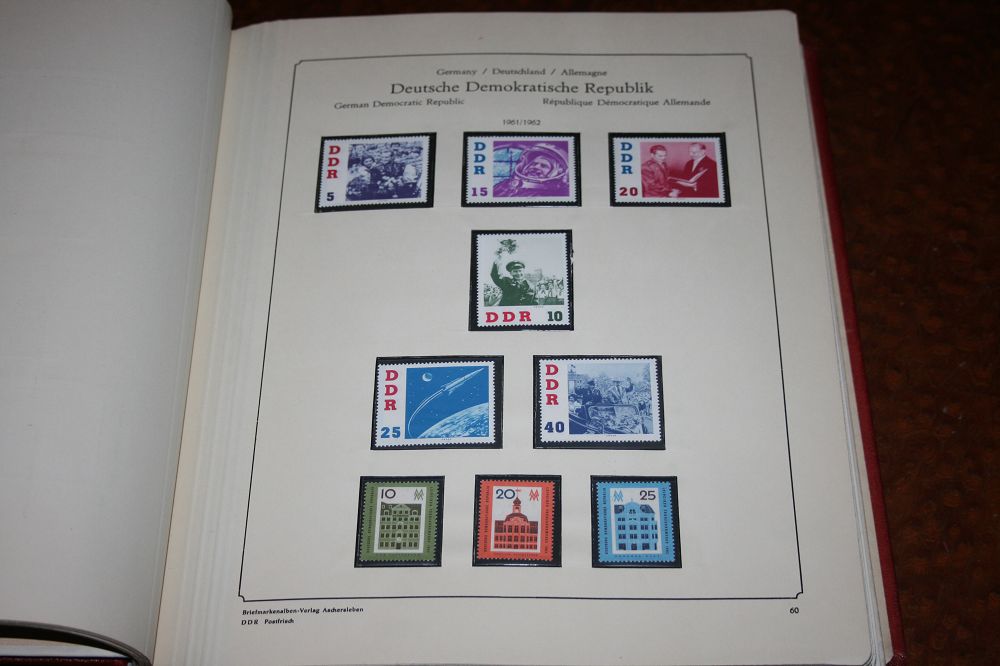 Germany / Deutschland / Allemagne
Deutsche Demokratische Republik
German Democratic Republic République Démocratique Allemande
1961/1962
DDR 5
DDR 15
DDR 20
DDR 10
DDR 25
DDR 40
10
20
25
Briefmarkenalben-Verlag Aschersleben
DDR Postfrisch
60